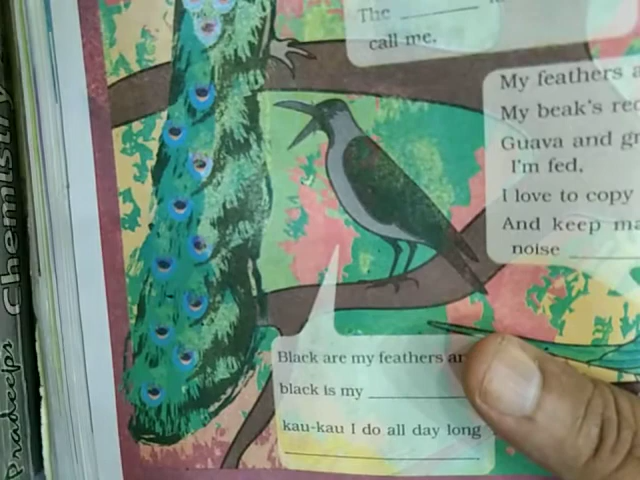 The
call me.
My feathers
My beak's
Guava and
I'm fed.
I love to copy
And keep
noise
Black are my feathers
black is my
kau-kau I do all day long
Pradeep's Chemistry